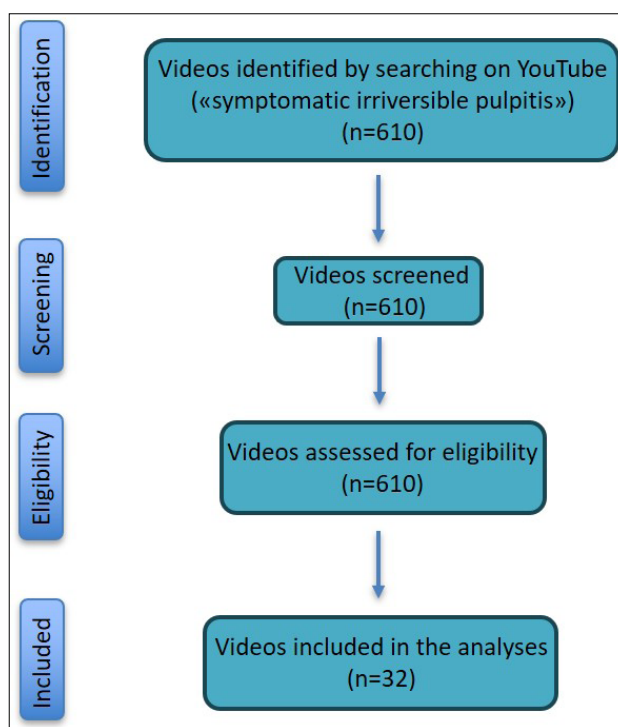 Identification
Videos identified by searching on YouTube
(«symptomatic irriversible pulpitis»)
(n=610)
Screening
Videos screened
(n=610)
Eligibility
Videos assessed for eligibility
(n=610)
Included
Videos included in the analyses
(n=32)